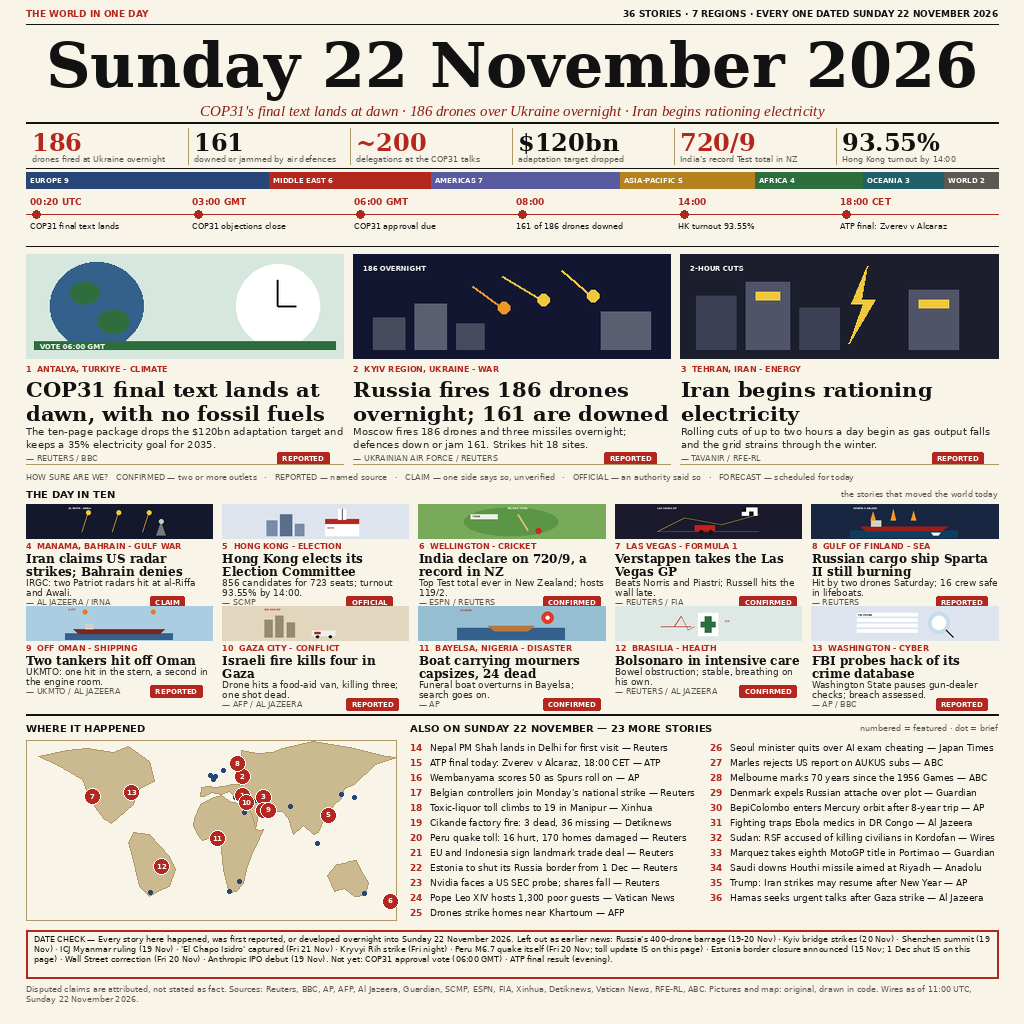 THE WORLD IN ONE DAY
36 STORIES · 7 REGIONS · EVERY ONE DATED SUNDAY 22 NOVEMBER 2026
Sunday 22 November 2026
COP31's final text lands at dawn · 186 drones over Ukraine overnight · Iran begins rationing electricity
186
drones fired at Ukraine overnight
161
downed or jammed by air defences
~200
delegations at the COP31 talks
$120bn
adaptation target dropped
720/9
India's record Test total in NZ
93.55%
Hong Kong turnout by 14:00
EUROPE 9
MIDDLE EAST 6
AMERICAS 7
ASIA-PACIFIC 5
AFRICA 4
OCEANIA 3
WORLD 2
00:20 UTC
COP31 final text lands
03:00 GMT
COP31 objections close
06:00 GMT
COP31 approval due
08:00
161 of 186 drones downed
14:00
HK turnout 93.55%
18:00 CET
ATP final: Zverev v Alcaraz
VOTE 06:00 GMT
1 ANTALYA, TURKIYE - CLIMATE
COP31 final text lands at
dawn, with no fossil fuels
The ten-page package drops the $120bn adaptation target and
keeps a 35% electricity goal for 2035.
— REUTERS / BBC
REPORTED
186 OVERNIGHT
2 KYIV REGION, UKRAINE - WAR
Russia fires 186 drones
overnight; 161 are downed
Moscow fires 186 drones and three missiles overnight;
defences down or jam 161. Strikes hit 18 sites.
— UKRAINIAN AIR FORCE / REUTERS
REPORTED
2-HOUR CUTS
3 TEHRAN, IRAN - ENERGY
Iran begins rationing
electricity
Rolling cuts of up to two hours a day begin as gas output falls
and the grid strains through the winter.
— TAVANIR / RFE-RL
REPORTED
HOW SURE ARE WE? CONFIRMED — two or more outlets · REPORTED — named source · CLAIM — one side says so, unverified · OFFICIAL — an authority said so · FORECAST — scheduled for today
THE DAY IN TEN
the stories that moved the world today
4 MANAMA, BAHRAIN - GULF WAR
Iran claims US radar
strikes; Bahrain denies
IRGC: two Patriot radars hit at al-Riffa
and Awali.
— AL JAZEERA / IRNA
CLAIM
5 HONG KONG - ELECTION
Hong Kong elects its
Election Committee
856 candidates for 723 seats; turnout
93.55% by 14:00.
— SCMP
OFFICIAL
6 WELLINGTON - CRICKET
India declare on 720/9, a
record in NZ
Top Test total ever in New Zealand; hosts
119/2.
— ESPN / REUTERS
CONFIRMED
7 LAS VEGAS - FORMULA 1
Verstappen takes the Las
Vegas GP
Beats Norris and Piastri; Russell hits the
wall late.
— REUTERS / FIA
CONFIRMED
8 GULF OF FINLAND - SEA
Russian cargo ship Sparta
II still burning
Hit by two drones Saturday; 16 crew safe
in lifeboats.
— REUTERS
REPORTED
9 OFF OMAN - SHIPPING
Two tankers hit off Oman
UKMTO: one hit in the stern, a second in
the engine room.
— UKMTO / AL JAZEERA
REPORTED
10 GAZA CITY - CONFLICT
Israeli fire kills four in
Gaza
Drone hits a food-aid van, killing three;
one shot dead.
— AFP / AL JAZEERA
REPORTED
11 BAYELSA, NIGERIA - DISASTER
Boat carrying mourners
capsizes, 24 dead
Funeral boat overturns in Bayelsa;
search goes on.
— AP
CONFIRMED
12 BRASILIA - HEALTH
Bolsonaro in intensive care
Bowel obstruction; stable, breathing on
his own.
— REUTERS / AL JAZEERA
CONFIRMED
13 WASHINGTON - CYBER
FBI probes hack of its
crime database
Washington State pauses gun-dealer
checks; breach assessed.
— AP / BBC
REPORTED
WHERE IT HAPPENED
8
2
7
13
3
10
9
5
11
12
6
ALSO ON SUNDAY 22 NOVEMBER — 23 MORE STORIES
numbered = featured · dot = brief
14 Nepal PM Shah lands in Delhi for first visit — Reuters
15 ATP final today: Zverev v Alcaraz, 18:00 CET — ATP
16 Wembanyama scores 50 as Spurs roll on — AP
17 Belgian controllers join Monday's national strike — Reuters
18 Toxic-liquor toll climbs to 19 in Manipur — Xinhua
19 Cikande factory fire: 3 dead, 36 missing — Detiknews
20 Peru quake toll: 16 hurt, 170 homes damaged — Reuters
21 EU and Indonesia sign landmark trade deal — Reuters
22 Estonia to shut its Russia border from 1 Dec — Reuters
23 Nvidia faces a US SEC probe; shares fall — Reuters
24 Pope Leo XIV hosts 1,300 poor guests — Vatican News
25 Drones strike homes near Khartoum — AFP
26 Seoul minister quits over AI exam cheating — Japan Times
27 Marles rejects US report on AUKUS subs — ABC
28 Melbourne marks 70 years since the 1956 Games — ABC
29 Denmark expels Russian attache over plot — Guardian
30 BepiColombo enters Mercury orbit after 8-year trip — AP
31 Fighting traps Ebola medics in DR Congo — Al Jazeera
32 Sudan: RSF accused of killing civilians in Kordofan — Wires
33 Marquez takes eighth MotoGP title in Portimao — Guardian
34 Saudi downs Houthi missile aimed at Riyadh — Anadolu
35 Trump: Iran strikes may resume after New Year — AP
36 Hamas seeks urgent talks after Gaza strike — Al Jazeera
DATE CHECK — Every story here happened, was first reported, or developed overnight into Sunday 22 November 2026. Left out as earlier news: Russia's 400-drone barrage (19-20 Nov) · Kyiv bridge strikes (20 Nov) · Shenzhen summit (19
Nov) · ICJ Myanmar ruling (19 Nov) · 'El Chapo Isidro' captured (Fri 21 Nov) · Kryvyi Rih strike (Fri night) · Peru M6.7 quake itself (Fri 20 Nov; toll update IS on this page) · Estonia border closure announced (15 Nov; 1 Dec shut IS on this
page) · Wall Street correction (Fri 20 Nov) · Anthropic IPO debut (19 Nov). Not yet: COP31 approval vote (06:00 GMT) · ATP final result (evening).
Disputed claims are attributed, not stated as fact. Sources: Reuters, BBC, AP, AFP, Al Jazeera, Guardian, SCMP, ESPN, FIA, Xinhua, Detiknews, Vatican News, RFE-RL, ABC. Pictures and map: original, drawn in code. Wires as of 11:00 UTC,
Sunday 22 November 2026.